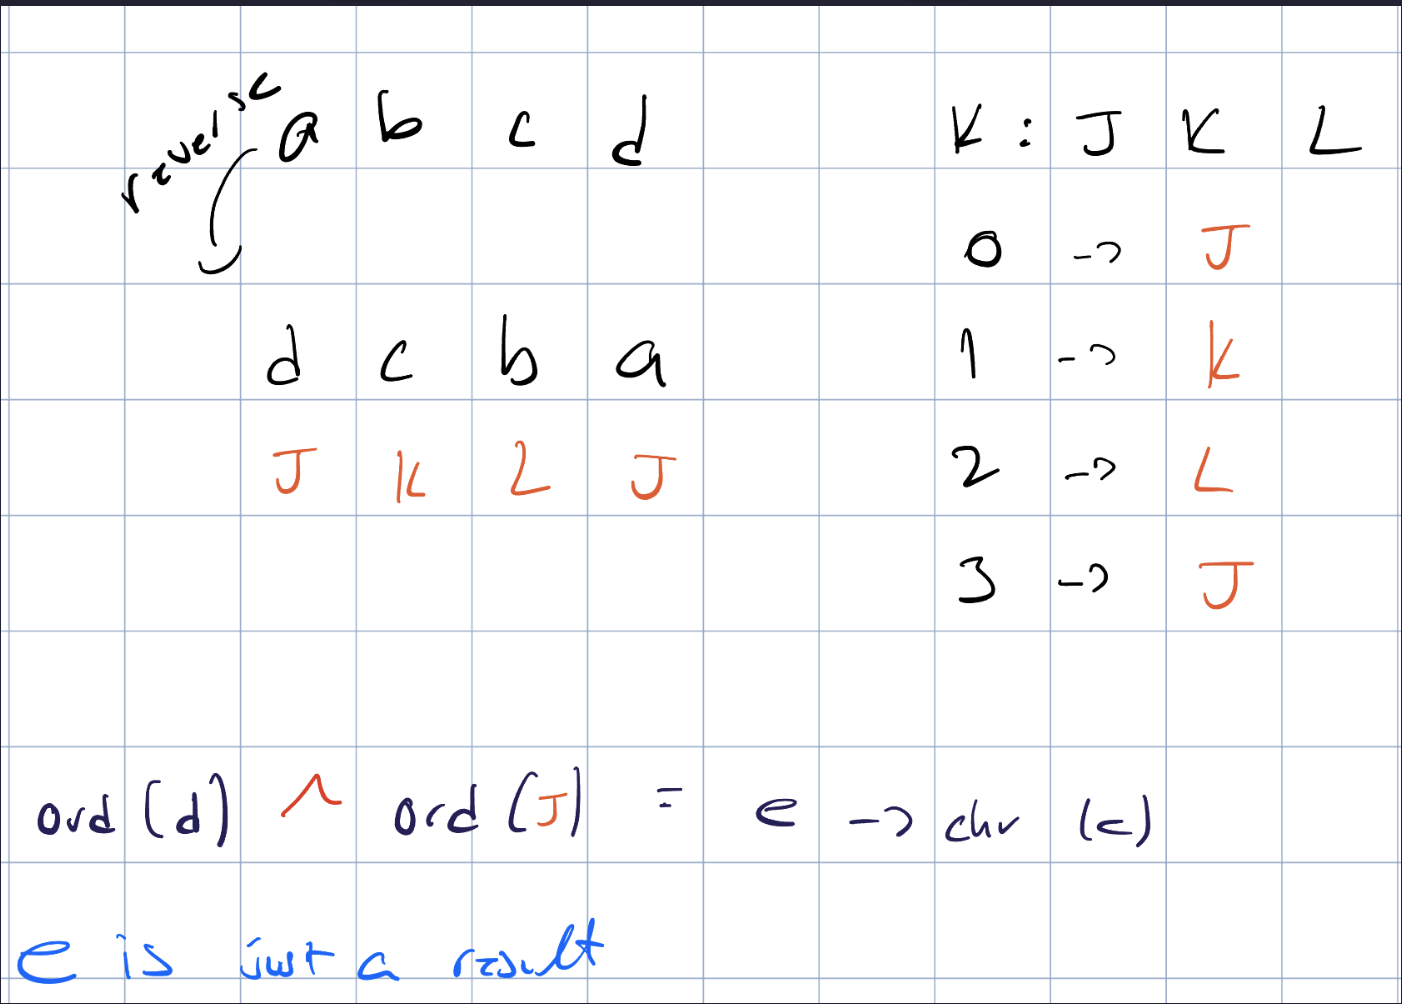 reverse
a b c d
K : J K L
0 -> J
1 -> K
d c b a
2 -> L
J K L J
3 -> J
ord (d) ^ ord (J) = e -> chr (e)
e is just a result